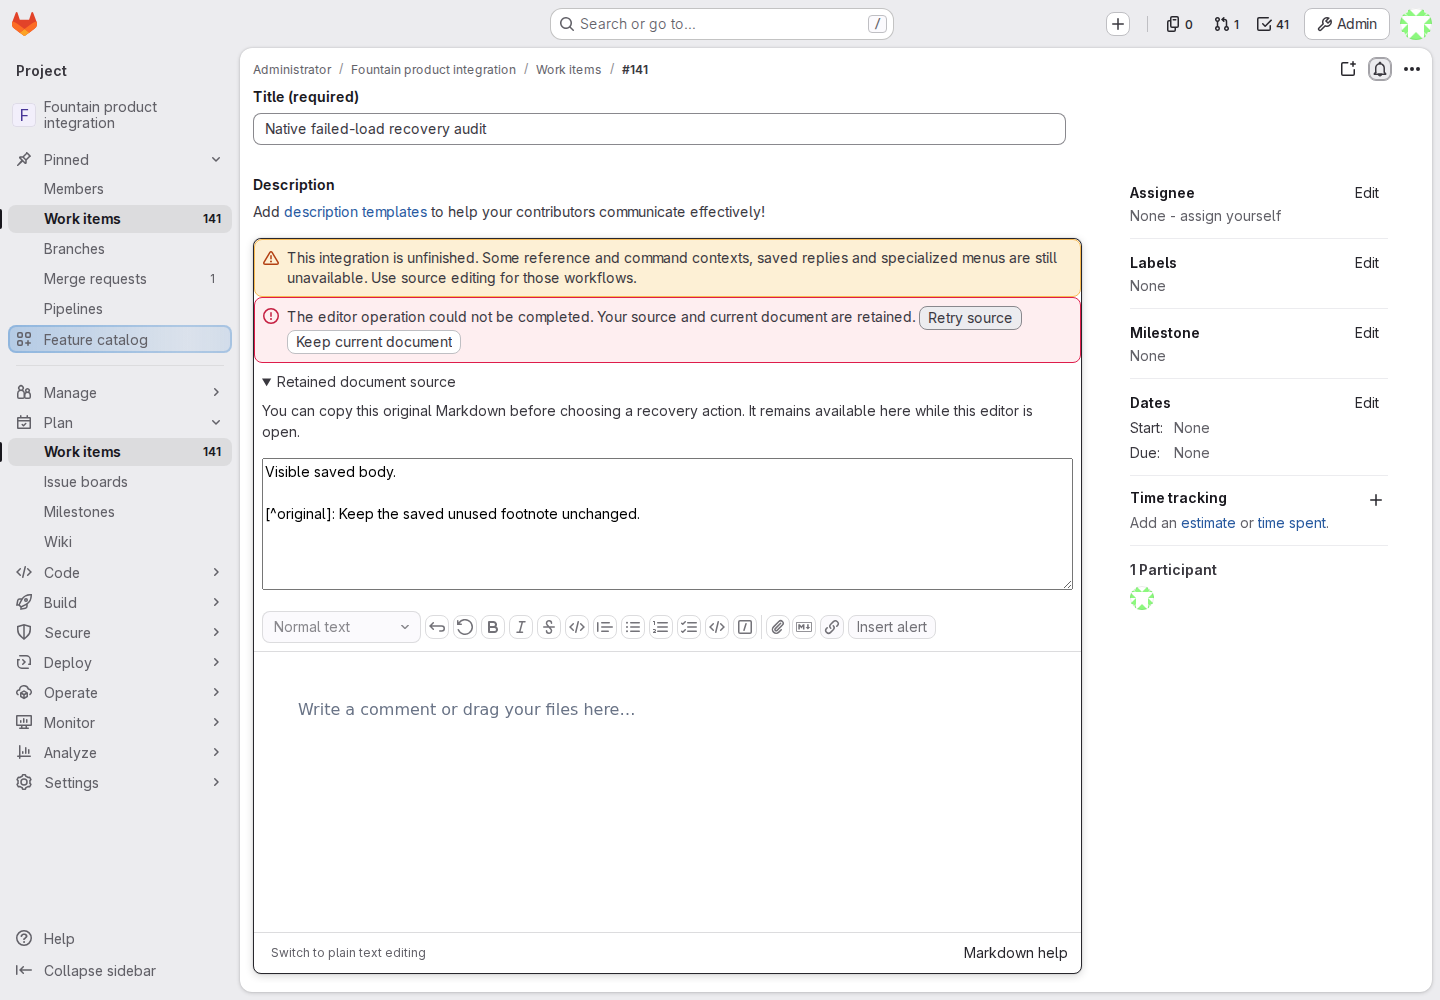 Search or go to...
/
0
1
41
Admin
Project
F
Fountain product
integration
Pinned
Members
Work items
141
Branches
Merge requests
1
Pipelines
Feature catalog
Manage
Plan
Work items
141
Issue boards
Milestones
Wiki
Code
Build
Secure
Deploy
Operate
Monitor
Analyze
Settings
Help
Collapse sidebar
Administrator / Fountain product integration / Work items / #141
Title (required)
Native failed-load recovery audit
Description
Add description templates to help your contributors communicate effectively!
This integration is unfinished. Some reference and command contexts, saved replies and specialized menus are still
unavailable. Use source editing for those workflows.
The editor operation could not be completed. Your source and current document are retained. Retry source
Keep current document
Retained document source
You can copy this original Markdown before choosing a recovery action. It remains available here while this editor is
open.
Visible saved body.
[^original]: Keep the saved unused footnote unchanged.
Normal text
Insert alert
Write a comment or drag your files here…
Switch to plain text editing
Markdown help
Assignee
Edit
None - assign yourself
Labels
Edit
None
Milestone
Edit
None
Dates
Edit
Start: None
Due: None
Time tracking
Add an estimate or time spent.
1 Participant